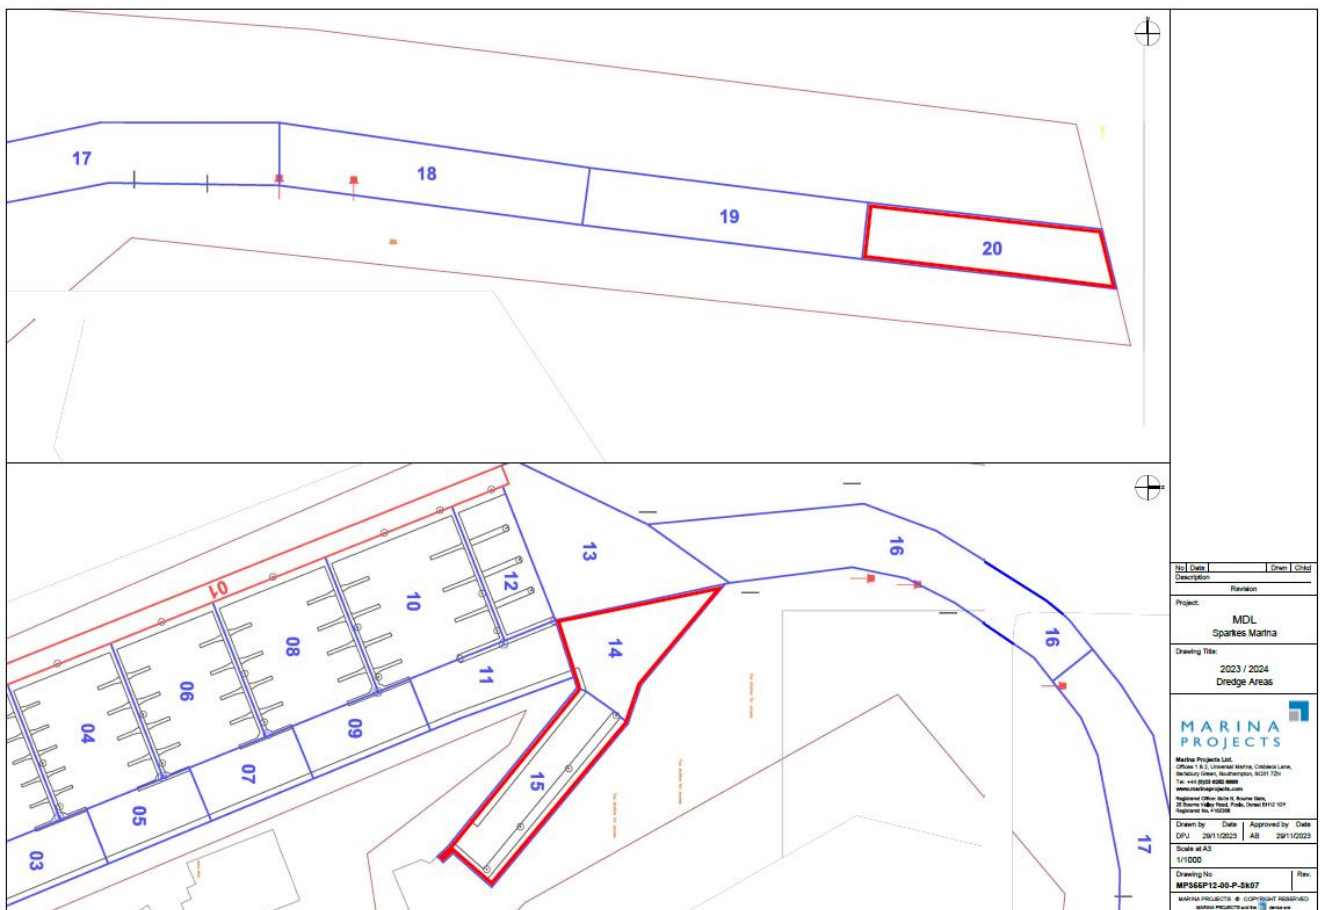 17
18
19
20
13
16
12
01
10
14
16
08
11
06
09
04
15
07
05
03
17
No Date Drwn Chkd
Description
Revision
Project:
MDL
Sparkes Marina
Drawing Title:
2023 / 2024
Dredge Areas
MARINA
PROJECTS
Marina Projects Ltd.
www.marinaprojects.com
Drawn by Date Approved by Date
DPJ 29/11/2023 AB 29/11/2023
Scale at A3
1/1000
Drawing No Rev.
MP355P12-00-P-Sk07
MARINA PROJECTS © COPYRIGHT RESERVED